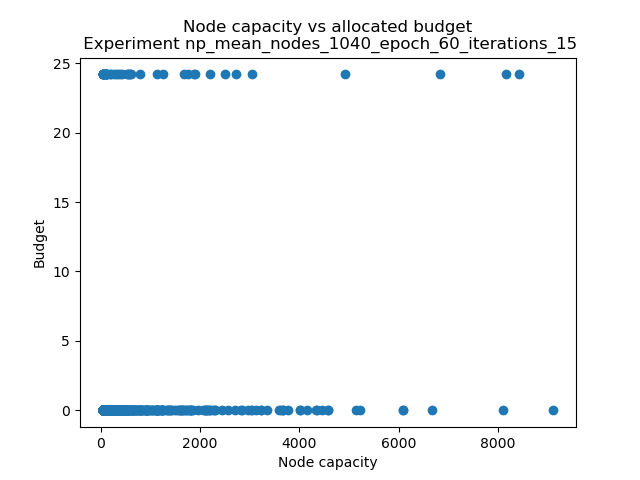 Node capacity vs allocated budget
Experiment np_mean_nodes_1040_epoch_60_iterations_15
25
20
15
10
5
0
Budget
0 2000 4000 6000 8000
Node capacity